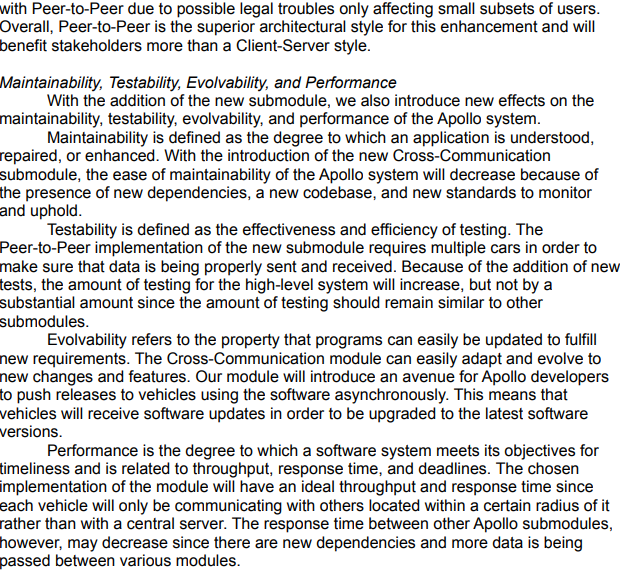 with Peer-to-Peer due to possible legal troubles only affecting small subsets of users.
Overall, Peer-to-Peer is the superior architectural style for this enhancement and will
benefit stakeholders more than a Client-Server style.
Maintainability, Testability, Evolvability, and Performance
With the addition of the new submodule, we also introduce new effects on the
maintainability, testability, evolvability, and performance of the Apollo system.
Maintainability is defined as the degree to which an application is understood,
repaired, or enhanced. With the introduction of the new Cross-Communication
submodule, the ease of maintainability of the Apollo system will decrease because of
the presence of new dependencies, a new codebase, and new standards to monitor
and uphold.
Testability is defined as the effectiveness and efficiency of testing. The
Peer-to-Peer implementation of the new submodule requires multiple cars in order to
make sure that data is being properly sent and received. Because of the addition of new
tests, the amount of testing for the high-level system will increase, but not by a
substantial amount since the amount of testing should remain similar to other
submodules.
Evolvability refers to the property that programs can easily be updated to fulfill
new requirements. The Cross-Communication module can easily adapt and evolve to
new changes and features. Our module will introduce an avenue for Apollo developers
to push releases to vehicles using the software asynchronously. This means that
vehicles will receive software updates in order to be upgraded to the latest software
versions.
Performance is the degree to which a software system meets its objectives for
timeliness and is related to throughput, response time, and deadlines. The chosen
implementation of the module will have an ideal throughput and response time since
each vehicle will only be communicating with others located within a certain radius of it
rather than with a central server. The response time between other Apollo submodules,
however, may decrease since there are new dependencies and more data is being
passed between various modules.